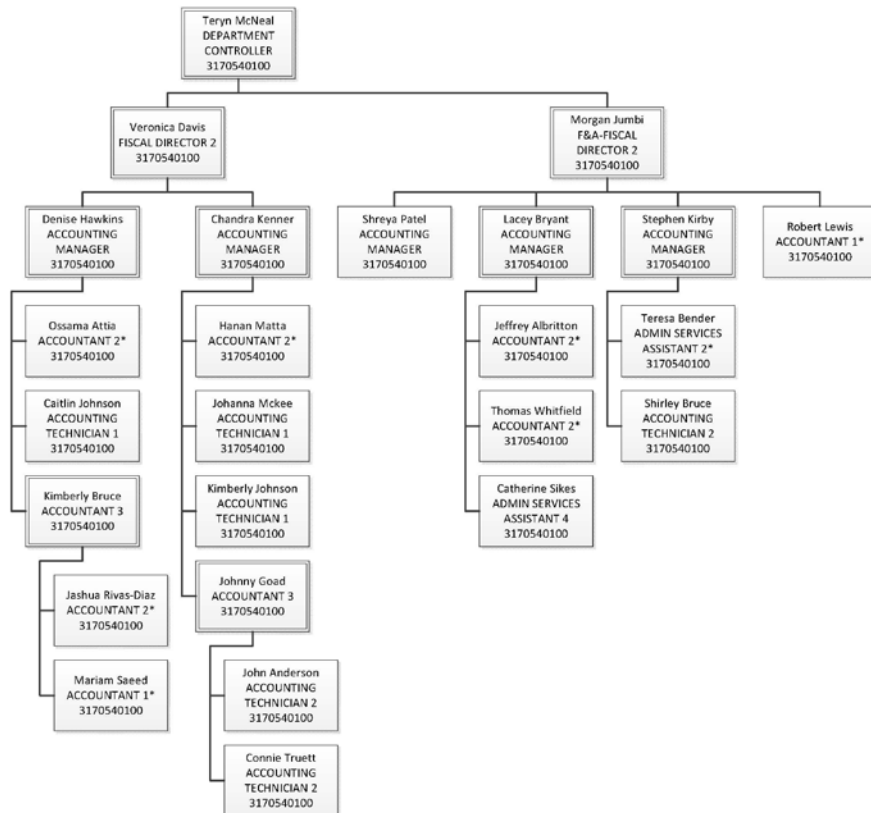 Teryn McNeal
DEPARTMENT
CONTROLLER
3170540100
Veronica Davis
FISCAL DIRECTOR 2
3170540100
Morgan Jumbi
F&A-FISCAL
DIRECTOR 2
3170540100
Denise Hawkins
ACCOUNTING
MANAGER
3170540100
Chandra Kenner
ACCOUNTING
MANAGER
3170540100
Shreya Patel
ACCOUNTING
MANAGER
3170540100
Lacey Bryant
ACCOUNTING
MANAGER
3170540100
Stephen Kirby
ACCOUNTING
MANAGER
3170540100
Robert Lewis
ACCOUNTANT 1*
3170540100
Ossama Attia
ACCOUNTANT 2*
3170540100
Hanan Matta
ACCOUNTANT 2*
3170540100
Jeffrey Albritton
ACCOUNTANT 2*
3170540100
Teresa Bender
ADMIN SERVICES
ASSISTANT 2*
3170540100
Caitlin Johnson
ACCOUNTING
TECHNICIAN 1
3170540100
Johanna Mckee
ACCOUNTING
TECHNICIAN 1
3170540100
Thomas Whitfield
ACCOUNTANT 2*
3170540100
Shirley Bruce
ACCOUNTING
TECHNICIAN 2
3170540100
Kimberly Bruce
ACCOUNTANT 3
3170540100
Kimberly Johnson
ACCOUNTING
TECHNICIAN 1
3170540100
Catherine Sikes
ADMIN SERVICES
ASSISTANT 4
3170540100
Jashua Rivas-Diaz
ACCOUNTANT 2*
3170540100
Johnny Goad
ACCOUNTANT 3
3170540100
Mariam Saeed
ACCOUNTANT 1*
3170540100
John Anderson
ACCOUNTING
TECHNICIAN 2
3170540100
Connie Truett
ACCOUNTING
TECHNICIAN 2
3170540100